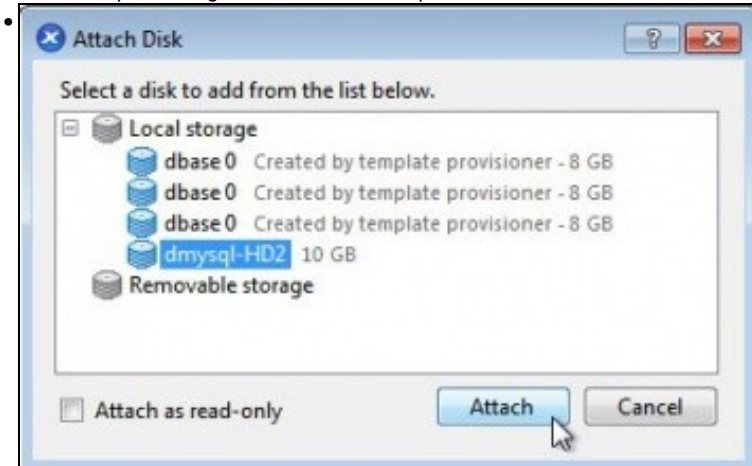 Attach Disk
Select a disk to add from the list below.
Local storage
dbase 0 Created by template provisioner - 8 GB
dbase 0 Created by template provisioner - 8 GB
dbase 0 Created by template provisioner - 8 GB
dmysql-HD2 10 GB
Removable storage
Attach as read-only Attach Cancel